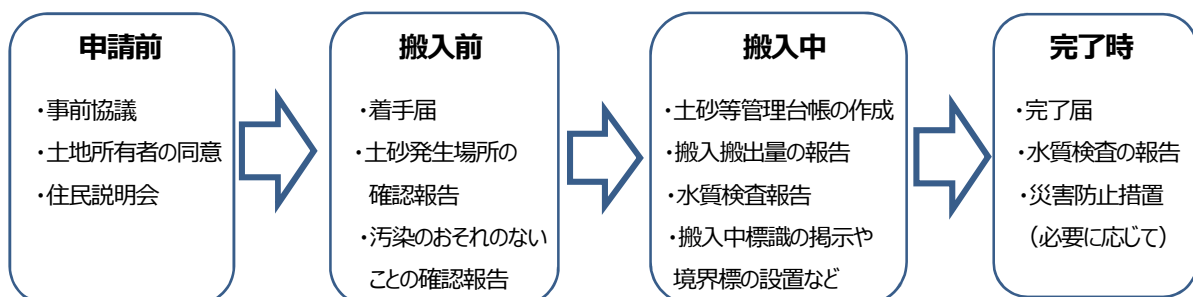 申請前
・事前協議
・土地所有者の同意
・住民説明会
搬入前
・着手届
・土砂発生場所の
確認報告
・汚染のおそれのない
ことの確認報告
搬入中
・土砂等管理台帳の作成
・搬入搬出量の報告
・水質検査報告
・搬入中標識の掲示や
境界標の設置など
完了時
・完了届
・水質検査の報告
・災害防止措置
（必要に応じて）